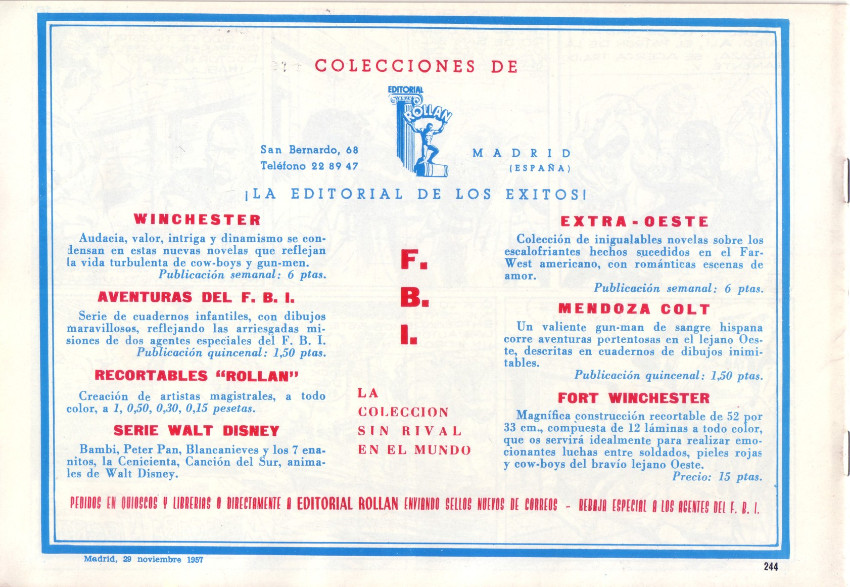 COLECCIONES DE
EDITORIAL
ROLLAN
San Bernardo, 68
Teléfono 22 89 47
MADRID
(ESPAÑA)
¡LA EDITORIAL DE LOS EXITOS!
WINCHESTER
Audacia, valor, intriga y dinamismo se con-
densan en estas nuevas novelas que reflejan
la vida turbulenta de cow-boys y gun-men.
Publicación semanal: 6 ptas.
AVENTURAS DEL F. B. I.
Serie de cuadernos infantiles, con dibujos
maravillosos, reflejando las arriesgadas mi-
siones de dos agentes especiales del F. B. I.
Publicación quincenal: 1,50 ptas.
RECORTABLES “ROLLAN”
Creación de artistas magistrales, a todo
color, a 1, 0,50, 0,30, 0,15 pesetas.
SERIE WALT DISNEY
Bambi, Peter Pan, Blancanieves y los 7 ena-
nitos, la Cenicienta, Canción del Sur, anima-
les de Walt Disney.
F.
B.
I.
LA
COLECCION
SIN RIVAL
EN EL MUNDO
EXTRA-OESTE
Colección de inigualables novelas sobre los
escalofriantes hechos sucedidos en el Far-
West americano, con románticas escenas de
amor.
Publicación semanal: 6 ptas.
MENDOZA COLT
Un valiente gun-man de sangre hispana
corre aventuras pertentosas en el lejano Oes-
te, descritas en cuadernos de dibujos inimi-
tables.
Publicación quincenal: 1,50 ptas.
FORT WINCHESTER
Magnífica construcción recortable de 52 por
33 cm., compuesta de 12 láminas a todo color,
que os servirá idealmente para realizar emo-
cionantes luchas entre soldados, pieles rojas
y cow-boys del bravío lejano Oeste.
Precio: 15 ptas.
PEDIDOS EN QUIOSCOS Y LIBRERIAS O DIRECTAMENTE A EDITORIAL ROLLAN ENVIANDO SELLOS NUEVOS DE CORREOS - REBAJA ESPECIAL A LOS AGENTES DEL F. B. I.
Madrid, 29 noviembre 1957
244